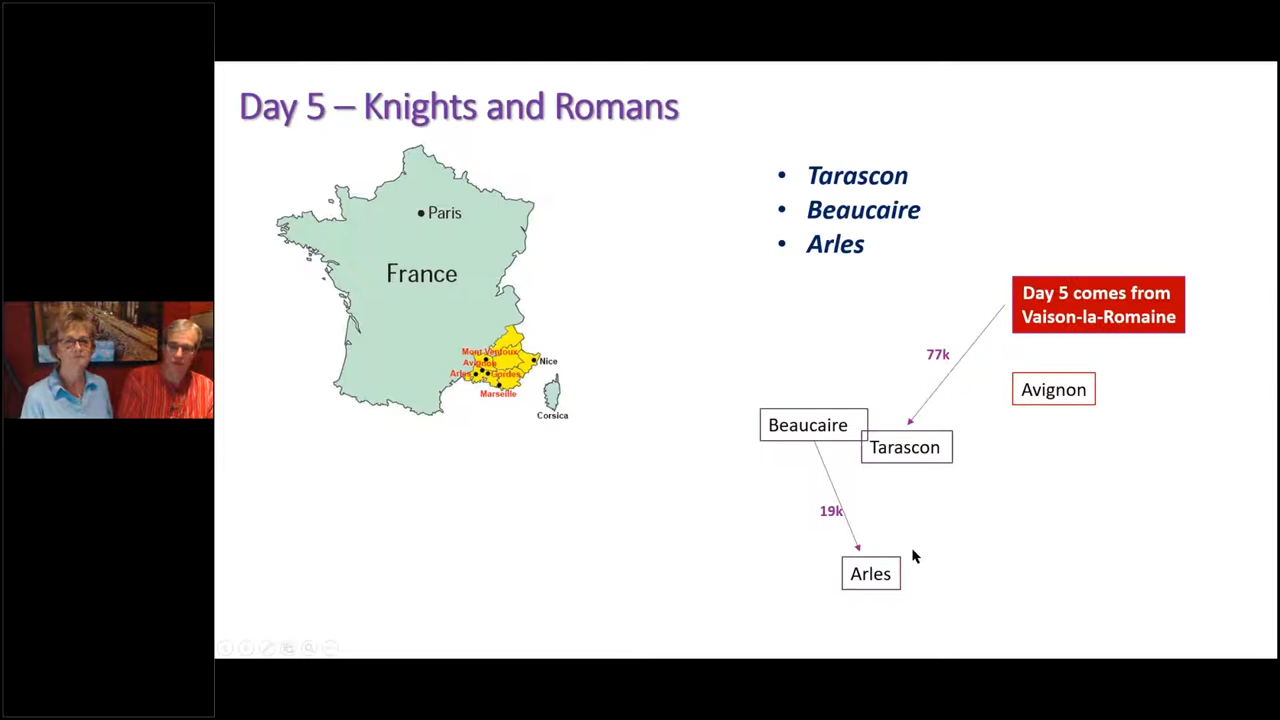 Day 5 – Knights and Romans
• Tarascon
• Beaucaire
• Arles
Paris
France
Mont Ventoux
Avignon
Arles
Gordes
Marseille
Nice
Corsica
Day 5 comes from
Vaison-la-Romaine
77k
Avignon
Beaucaire
Tarascon
19k
Arles